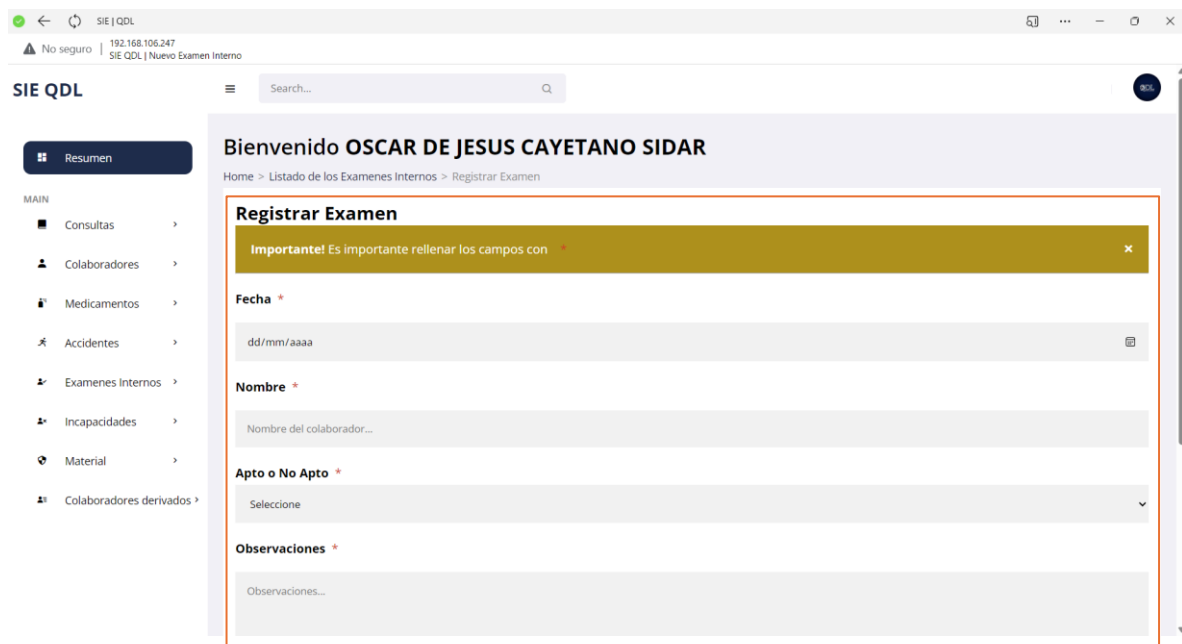 SIE | QDL
No seguro
192.168.106.247
SIE QDL | Nuevo Examen Interno
SIE QDL
Search...
Bienvenido OSCAR DE JESUS CAYETANO SIDAR
Home > Listado de los Examenes Internos > Registrar Examen
Resumen
MAIN
Consultas
Colaboradores
Medicamentos
Accidentes
Examenes Internos
Incapacidades
Material
Colaboradores derivados
Registrar Examen
Importante! Es importante rellenar los campos con *
Fecha *
dd/mm/aaaa
Nombre *
Nombre del colaborador...
Apto o No Apto *
Seleccione
Observaciones *
Observaciones...